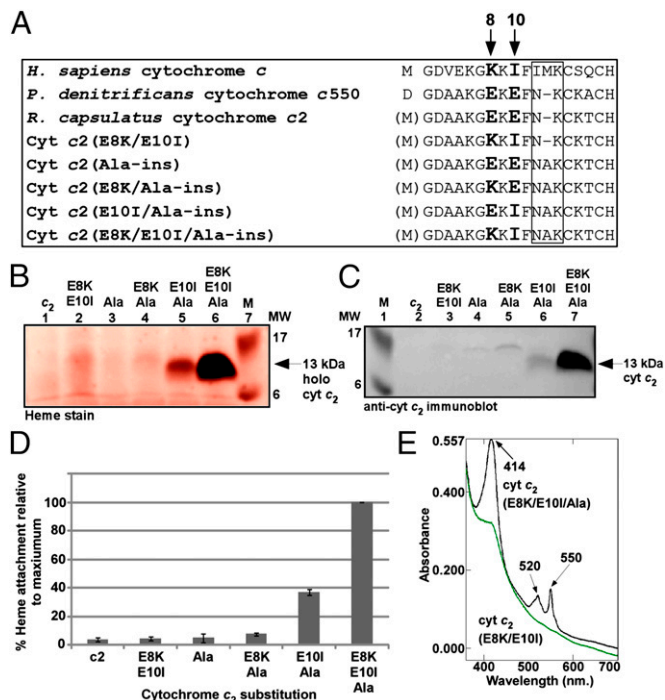 A
8 10
H. sapiens cytochrome c M GDVEKGKKIFIMKCSQCH
P. denitrificans cytochrome c550 D GDAAKGEKEFN-KCKACH
R. capsulatus cytochrome c2 (M)GDAAKGEKEFN-KCKTCH
Cyt c2(E8K/E10I) (M)GDAAKGKKIFN-KCKTCH
Cyt c2(Ala-ins) (M)GDAAKGEKEFNAKCKTCH
Cyt c2(E8K/Ala-ins) (M)GDAAKGKKEFNAKCKTCH
Cyt c2(E10I/Ala-ins) (M)GDAAKGEKIFNAKCKTCH
Cyt c2(E8K/E10I/Ala-ins) (M)GDAAKGKKIFNAKCKTCH
B
c2 1
E8K E10I 2
Ala 3
E8K Ala 4
E10I Ala 5
E8K E10I Ala 6
M 7
MW
17
13 kDa holo cyt c2
6
Heme stain
C
MW
M 1
c2 2
E8K E10I 3
Ala 4
E8K Ala 5
E10I Ala 6
E8K E10I Ala 7
17
13 kDa cyt c2
6
anti-cyt c2 immunoblot
D
% Heme attachment relative to maxiumum
100
80
60
40
20
0
c2
E8K E10I
Ala
E8K Ala
E10I Ala
E8K E10I Ala
Cytochrome c2 substitution
E
0.557
0.400
0.200
0.000
Absorbance
414
cyt c2 (E8K/E10I/Ala)
520
550
cyt c2 (E8K/E10I)
400 500 600 700
Wavelength (nm.)